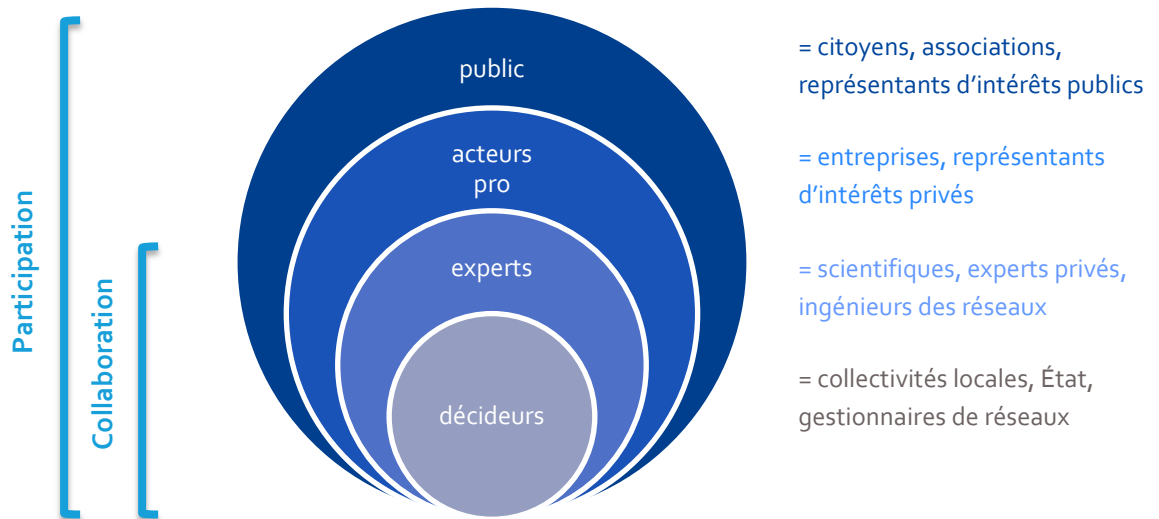 Participation
Collaboration
public
acteurs
pro
experts
décideurs
= citoyens, associations,
représentants d'intérêts publics
= entreprises, représentants
d'intérêts privés
= scientifiques, experts privés,
ingénieurs des réseaux
= collectivités locales, État,
gestionnaires de réseaux